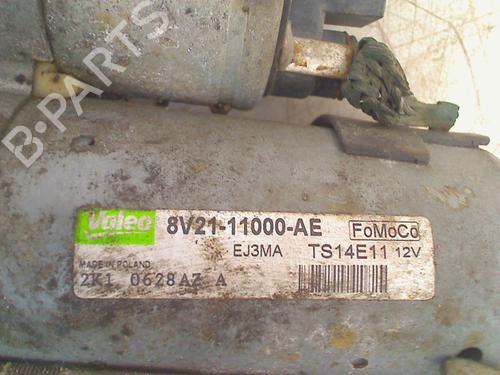 B-PARTS
Valeo 8V21-11000-AE FoMoCo
EJ3MA TS14E11 12V
MADE IN POLAND
2K1 0628AZ A